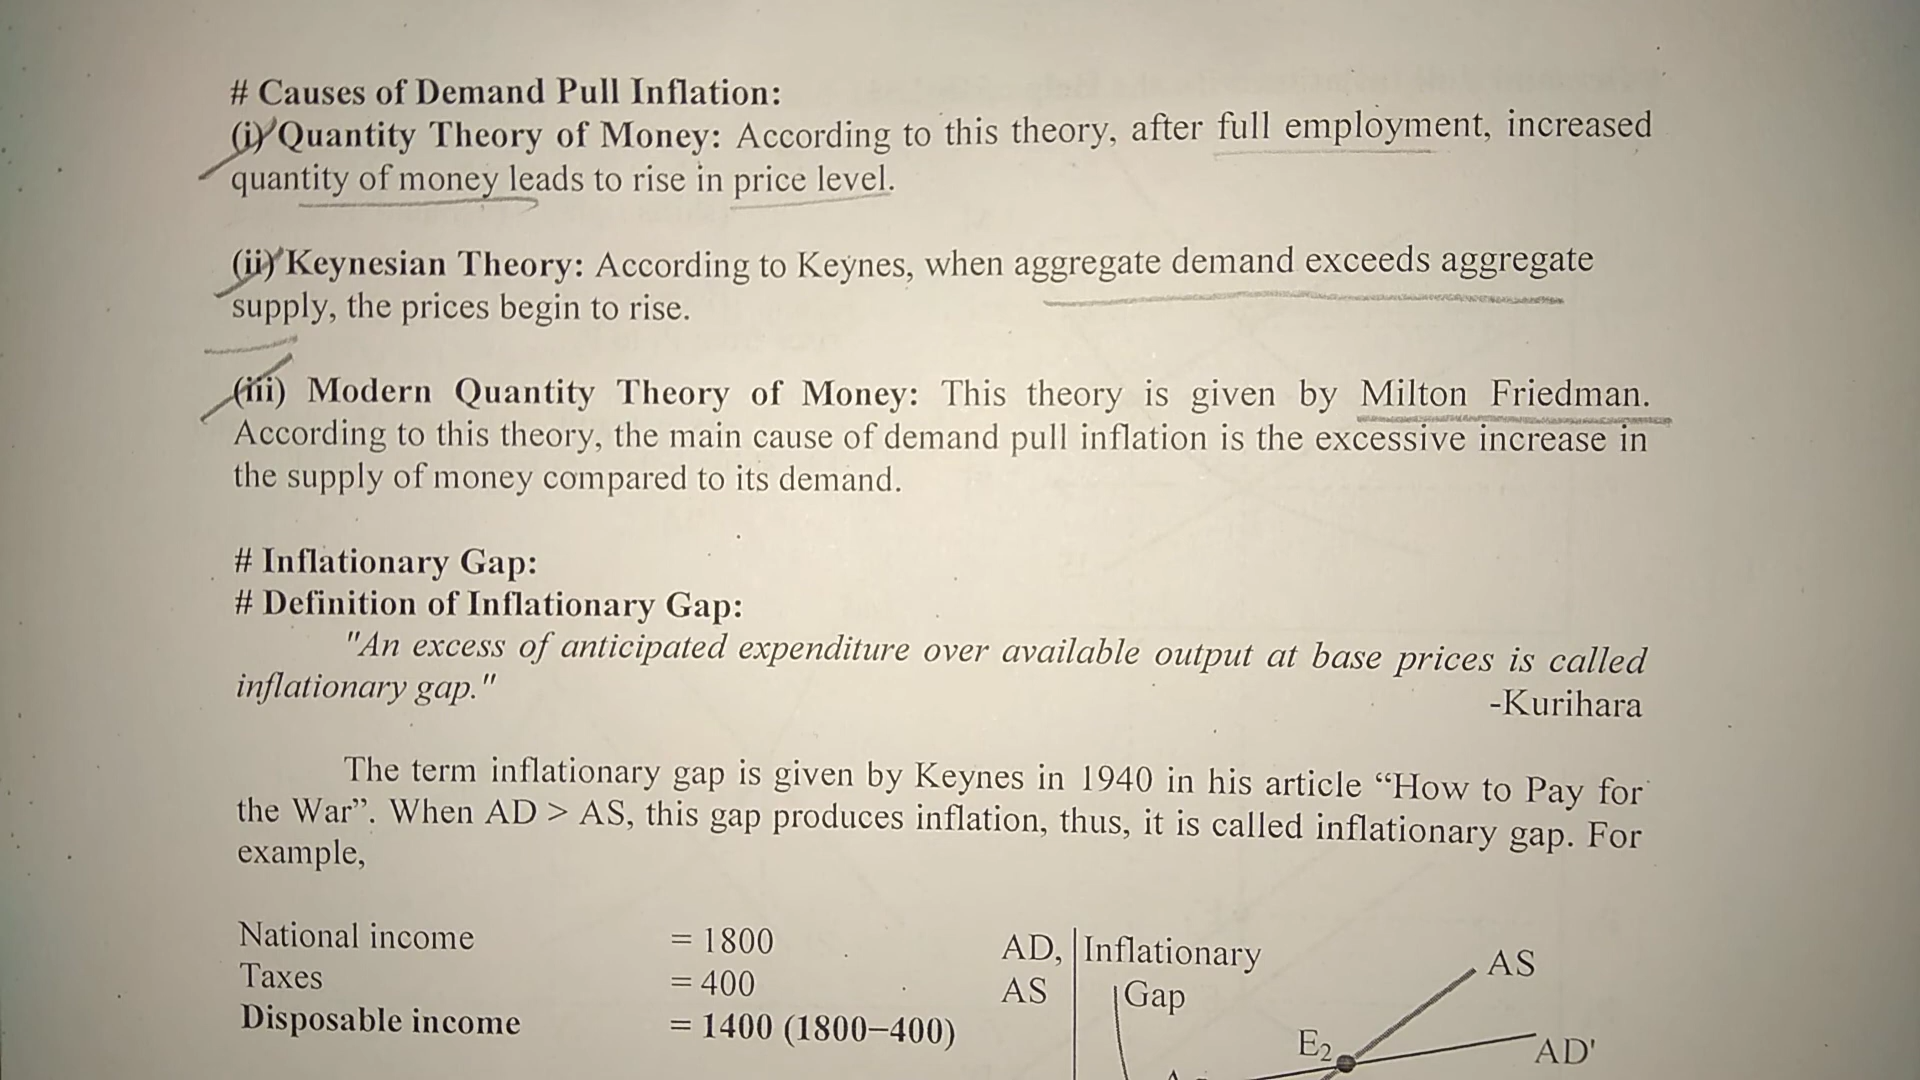 # Causes of Demand Pull Inflation:
(i) Quantity Theory of Money: According to this theory, after full employment, increased
quantity of money leads to rise in price level.
(ii) Keynesian Theory: According to Keynes, when aggregate demand exceeds aggregate
supply, the prices begin to rise.
(iii) Modern Quantity Theory of Money: This theory is given by Milton Friedman.
According to this theory, the main cause of demand pull inflation is the excessive increase in
the supply of money compared to its demand.
# Inflationary Gap:
# Definition of Inflationary Gap:
"An excess of anticipated expenditure over available output at base prices is called
inflationary gap."
-Kurihara
The term inflationary gap is given by Keynes in 1940 in his article “How to Pay for
the War”. When AD > AS, this gap produces inflation, thus, it is called inflationary gap. For
example,
National income = 1800
Taxes = 400
Disposable income = 1400 (1800–400)
AD, Inflationary
AS Gap
AS
E2
AD'